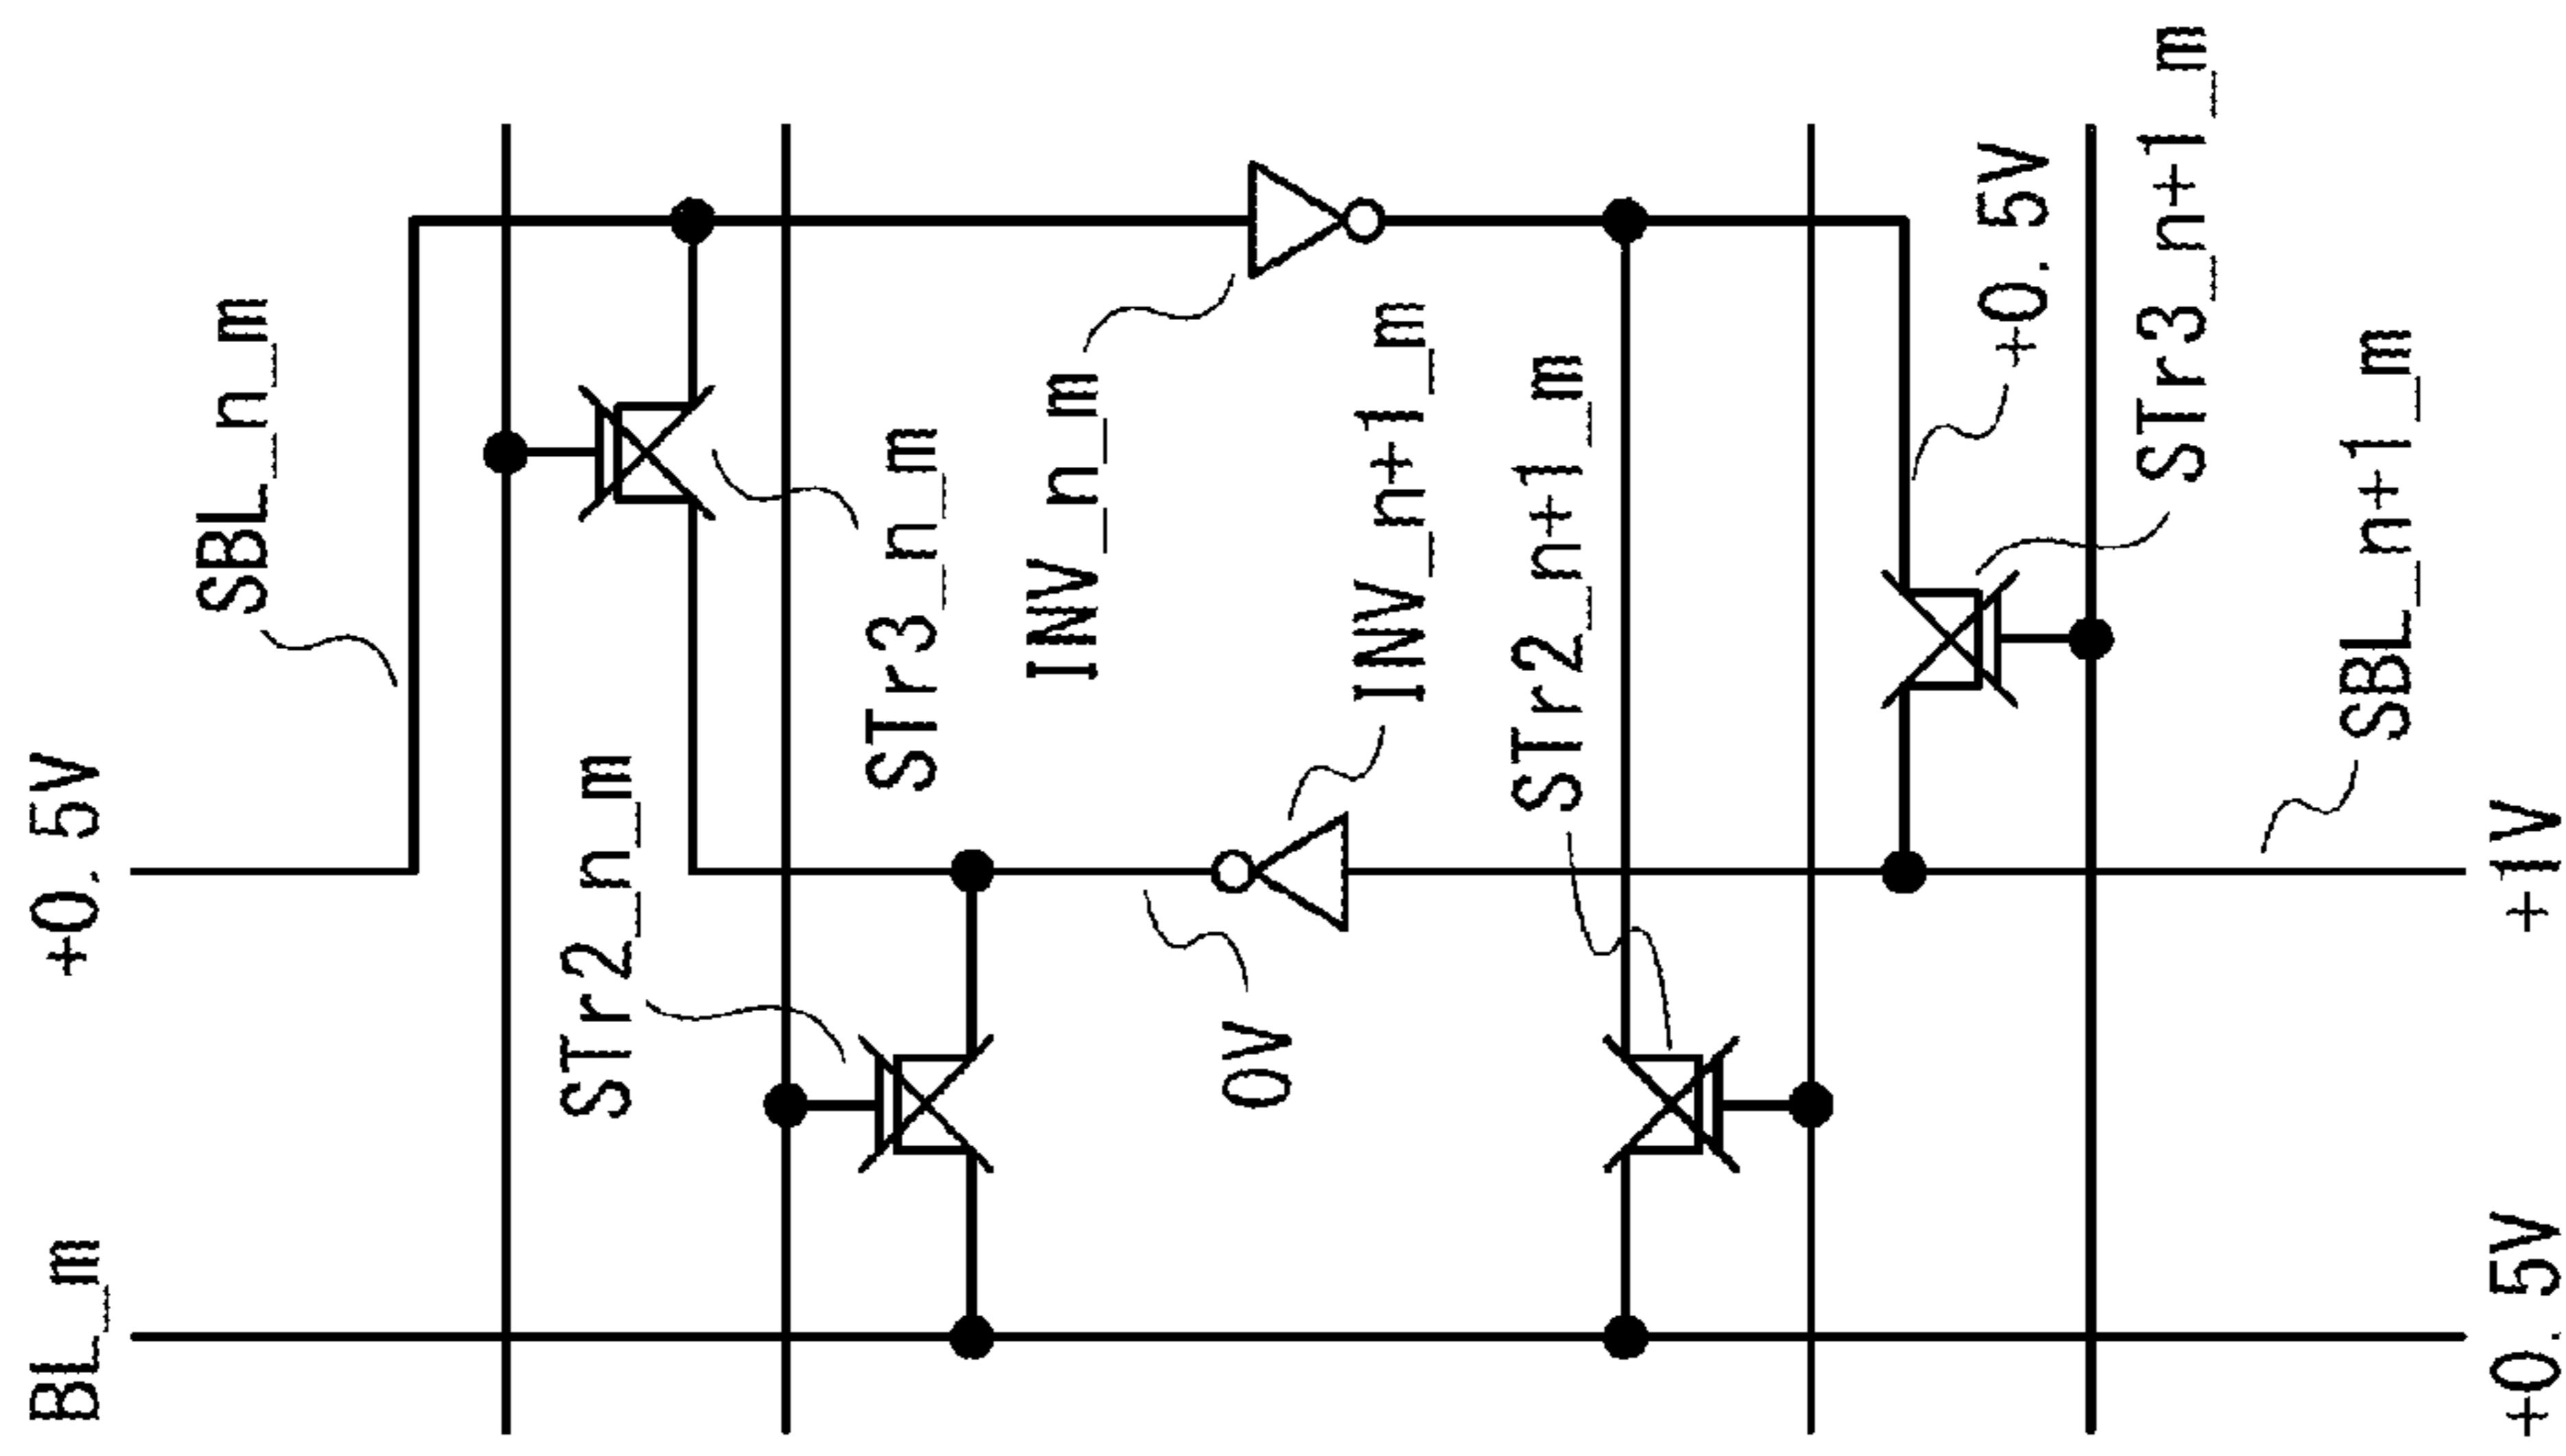 BL_m
+0.5V
SBL_n_m
STr2_n_m
STr3_n_m
INV_n_m
0V
INV_n+1_m
STr2_n+1_m
+0.5V
STr3_n+1_m
SBL_n+1_m
+0.5V
+1V